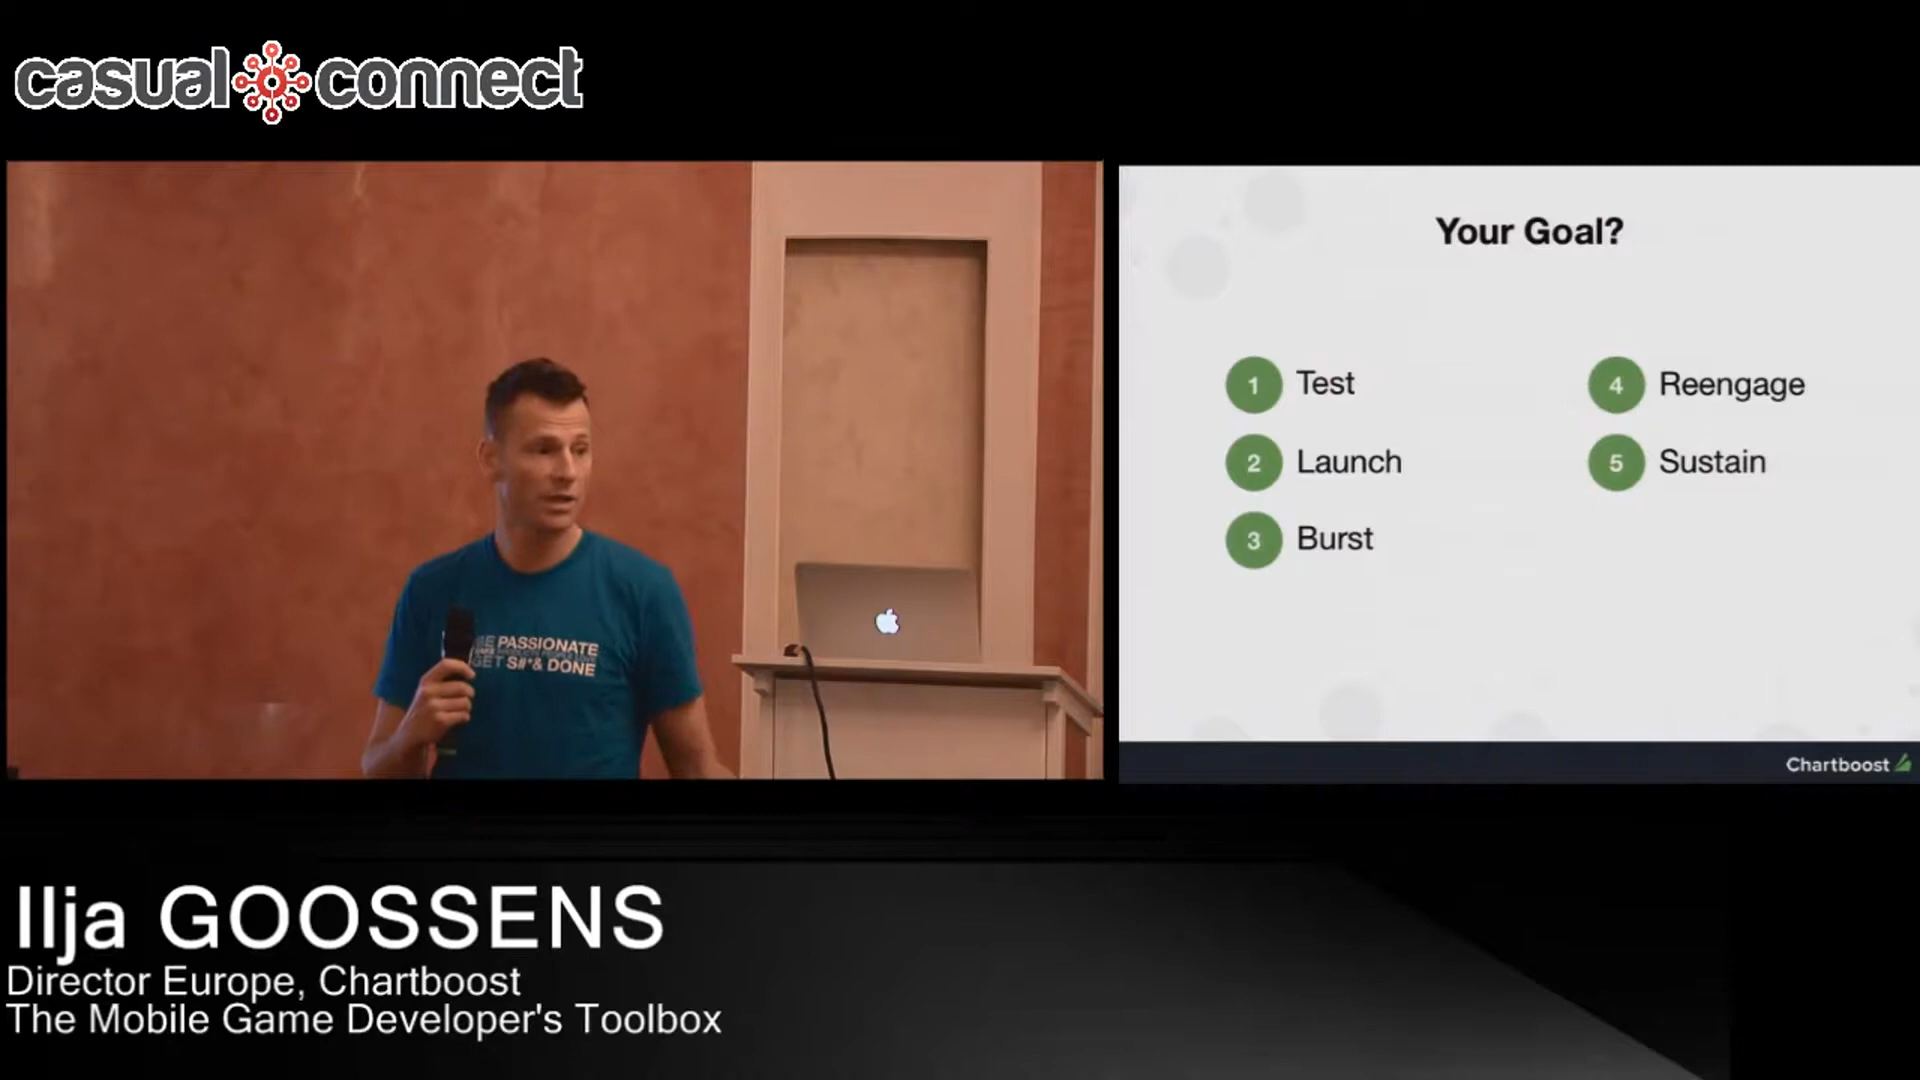 casual connect
BE PASSIONATE
GET S#*& DONE
Your Goal?
1 Test
2 Launch
3 Burst
4 Reengage
5 Sustain
Chartboost
Ilja GOOSSENS
Director Europe, Chartboost
The Mobile Game Developer's Toolbox